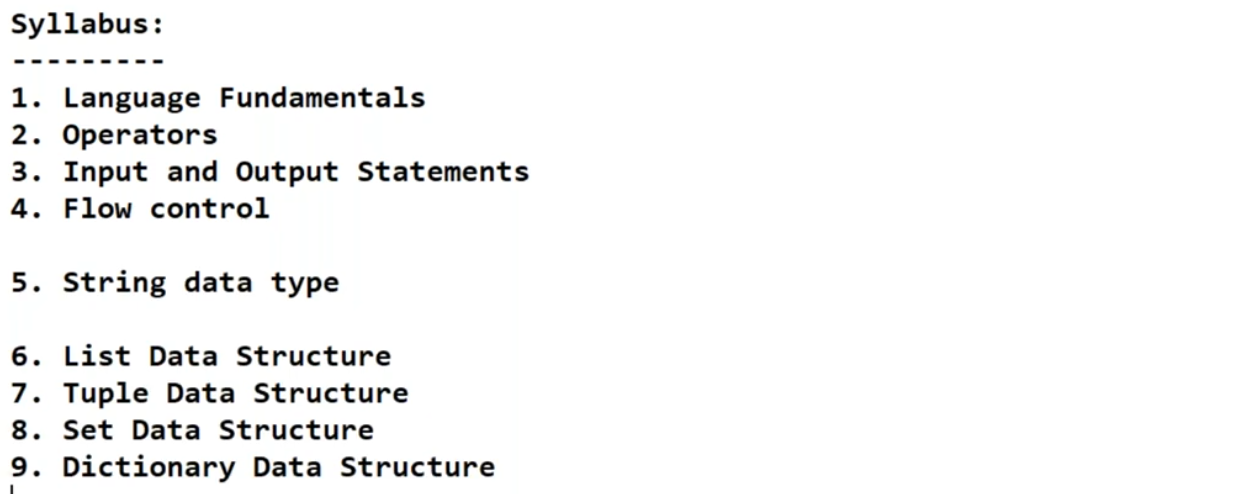 Syllabus:
---------
1. Language Fundamentals
2. Operators
3. Input and Output Statements
4. Flow control
5. String data type
6. List Data Structure
7. Tuple Data Structure
8. Set Data Structure
9. Dictionary Data Structure